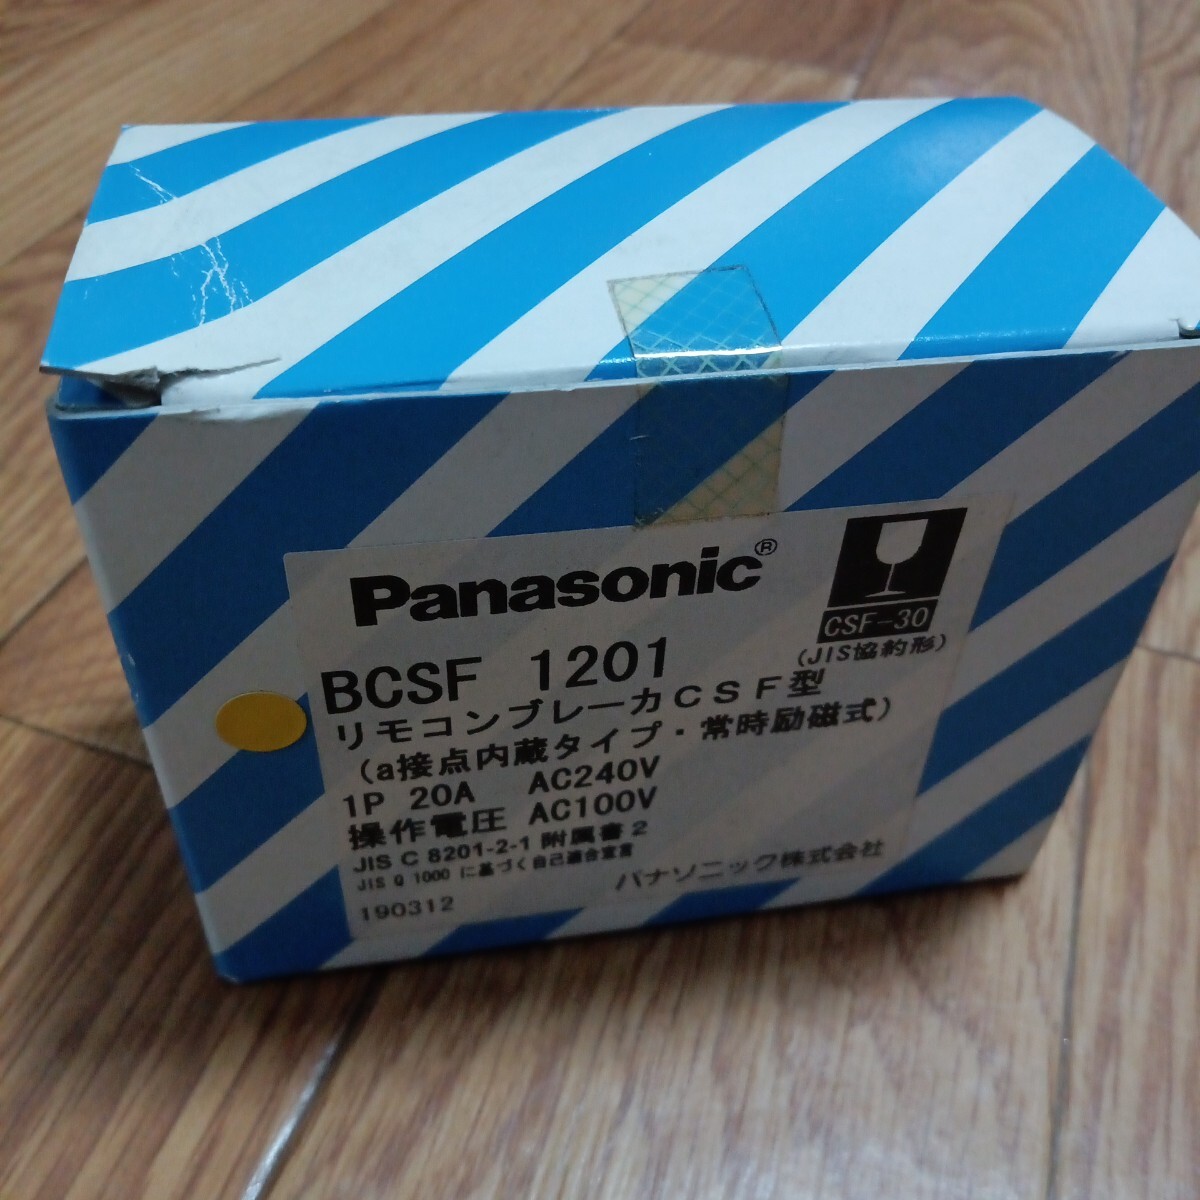 Panasonic®
CSF-30
(JIS協約形)
BCSF 1201
リモコンブレーカCSF型
(a接点内蔵タイプ・常時励磁式)
1P 20A AC240V
操作電圧 AC100V
JIS C 8201-2-1 附属書2
JIS Q 1000 に基づく自己適合宣言
190312
パナソニック株式会社